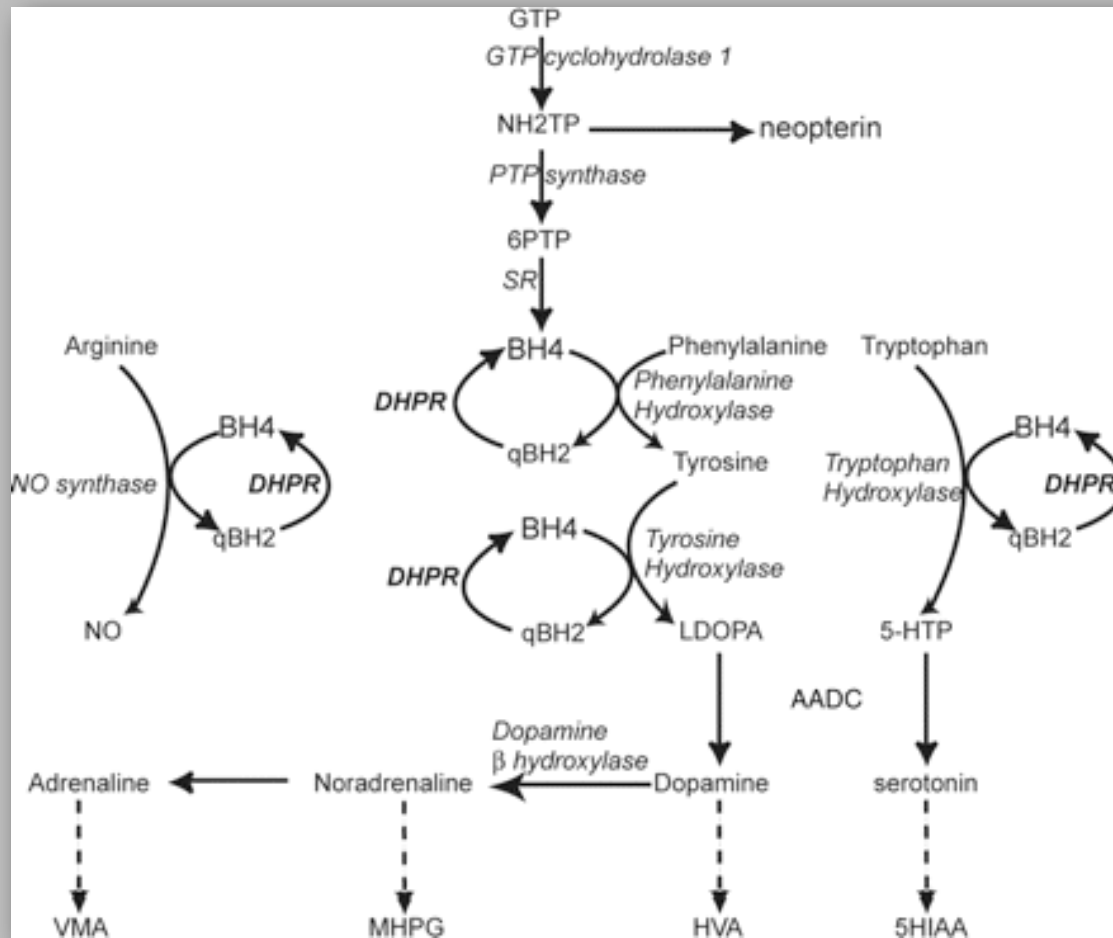 GTP
GTP cyclohydrolase 1
NH2TP
neopterin
PTP synthase
6PTP
SR
Arginine
BH4
Phenylalanine
Tryptophan
DHPR
Phenylalanine
Hydroxylase
BH4
BH4
qBH2
Tyrosine
NO synthase
DHPR
Tryptophan
Hydroxylase
DHPR
BH4
Tyrosine
Hydroxylase
qBH2
qBH2
DHPR
NO
qBH2
LDOPA
5-HTP
AADC
Dopamine
β hydroxylase
Adrenaline
Noradrenaline
Dopamine
serotonin
VMA
MHPG
HVA
5HIAA